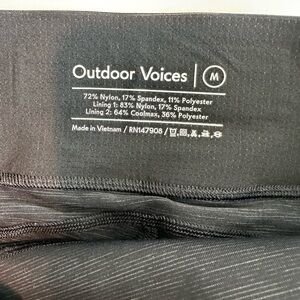 Outdoor Voices | M
72% Nylon, 17% Spandex, 11% Polyester
Lining 1: 83% Nylon, 17% Spandex
Lining 2: 64% Coolmax, 36% Polyester
Made in Vietnam / RN147908 /